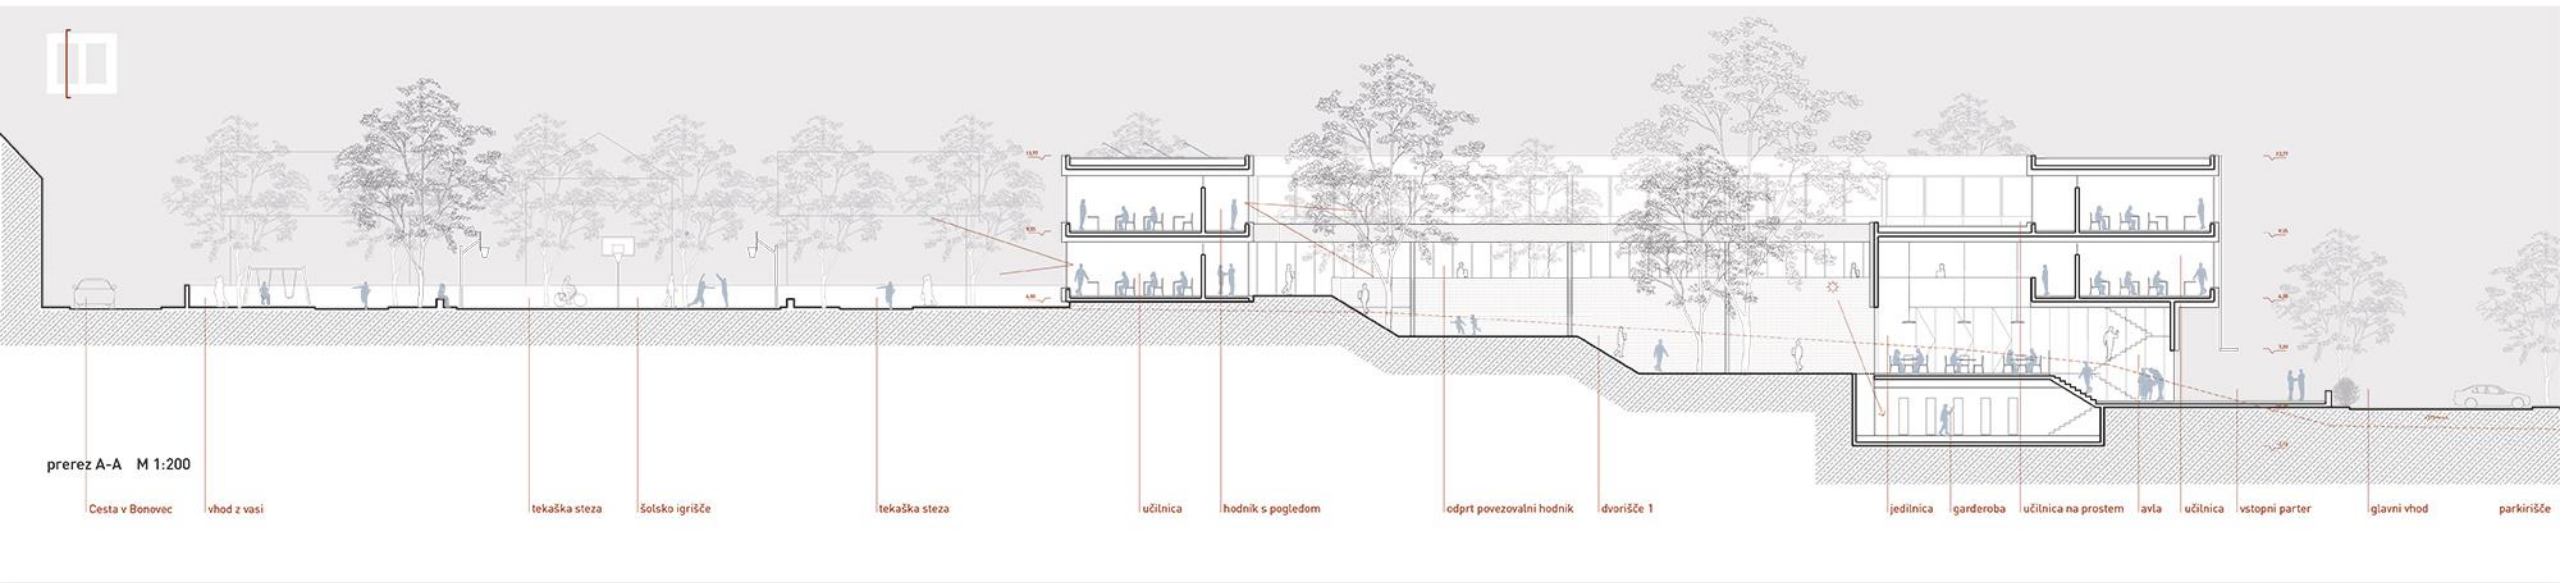 prerez A-A M 1:200
Cesta v Bonovec
vhod z vasi
tekaška steza
šolsko igrišče
tekaška steza
učilnica
hodnik s pogledom
odprt povezovalni hodnik
dvorišče 1
jedilnica
garderoba
učilnica na prostem
avla
učilnica
vstopni parter
glavni vhod
parkirišče